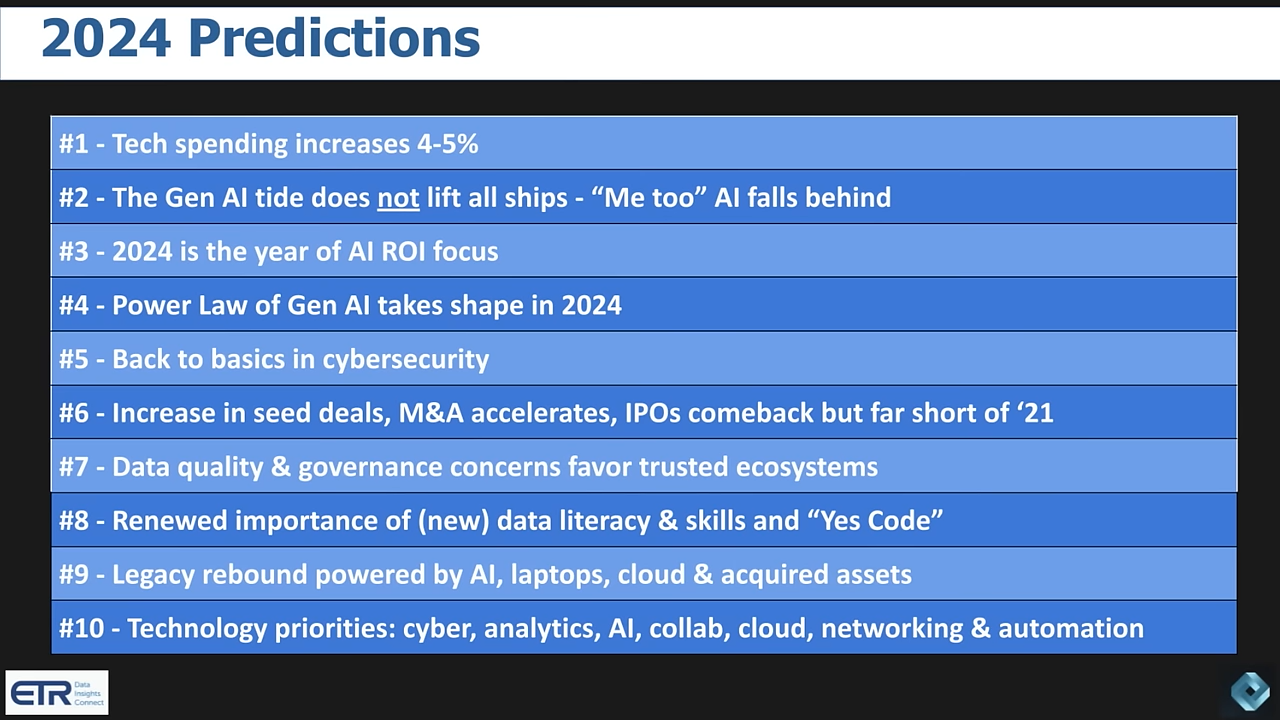 2024 Predictions
#1 - Tech spending increases 4-5%
#2 - The Gen AI tide does not lift all ships - “Me too” AI falls behind
#3 - 2024 is the year of AI ROI focus
#4 - Power Law of Gen AI takes shape in 2024
#5 - Back to basics in cybersecurity
#6 - Increase in seed deals, M&A accelerates, IPOs comeback but far short of ‘21
#7 - Data quality & governance concerns favor trusted ecosystems
#8 - Renewed importance of (new) data literacy & skills and “Yes Code”
#9 - Legacy rebound powered by AI, laptops, cloud & acquired assets
#10 - Technology priorities: cyber, analytics, AI, collab, cloud, networking & automation
ETR
Data
Insights
Connect